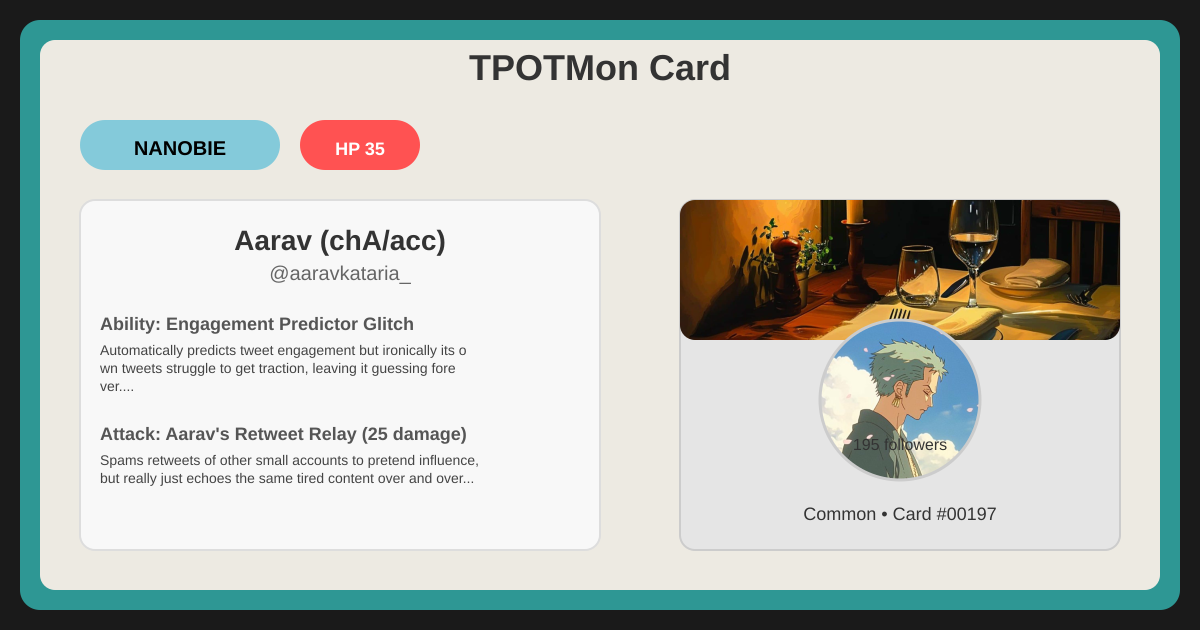 TPOTMon Card
NANOBIE
HP 35
Aarav (chA/acc)
@aaravkataria_
Ability: Engagement Predictor Glitch
Automatically predicts tweet engagement but ironically its o
wn tweets struggle to get traction, leaving it guessing fore
ver....
Attack: Aarav's Retweet Relay (25 damage)
Spams retweets of other small accounts to pretend influence,
but really just echoes the same tired content over and over...
195 followers
Common • Card #00197